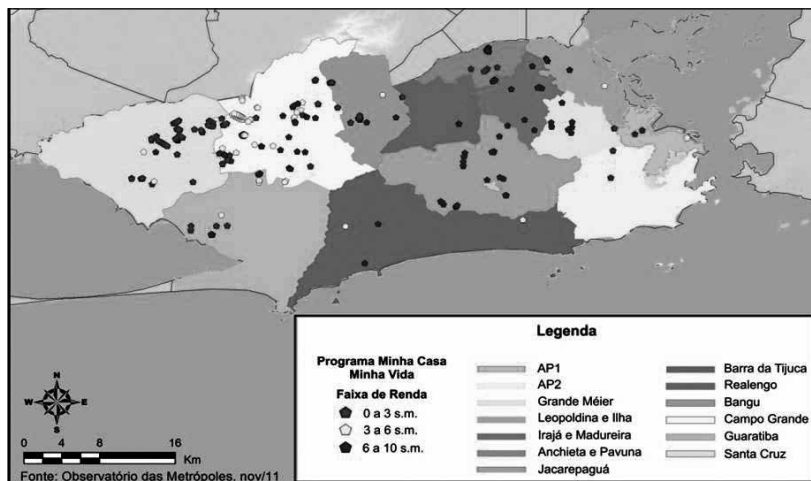 Legenda
Programa Minha Casa
Minha Vida
Faixa de Renda
0 a 3 s.m.
3 a 6 s.m.
6 a 10 s.m.
AP1
AP2
Grande Méier
Leopoldina e Ilha
Irajá e Madureira
Anchieta e Pavuna
Jacarepaguá
Barra da Tijuca
Realengo
Bangu
Campo Grande
Guaratiba
Santa Cruz
N
W
E
S
0 2 4 8 12 16
Km
Fonte: Observatório das Metrópoles, nov/11